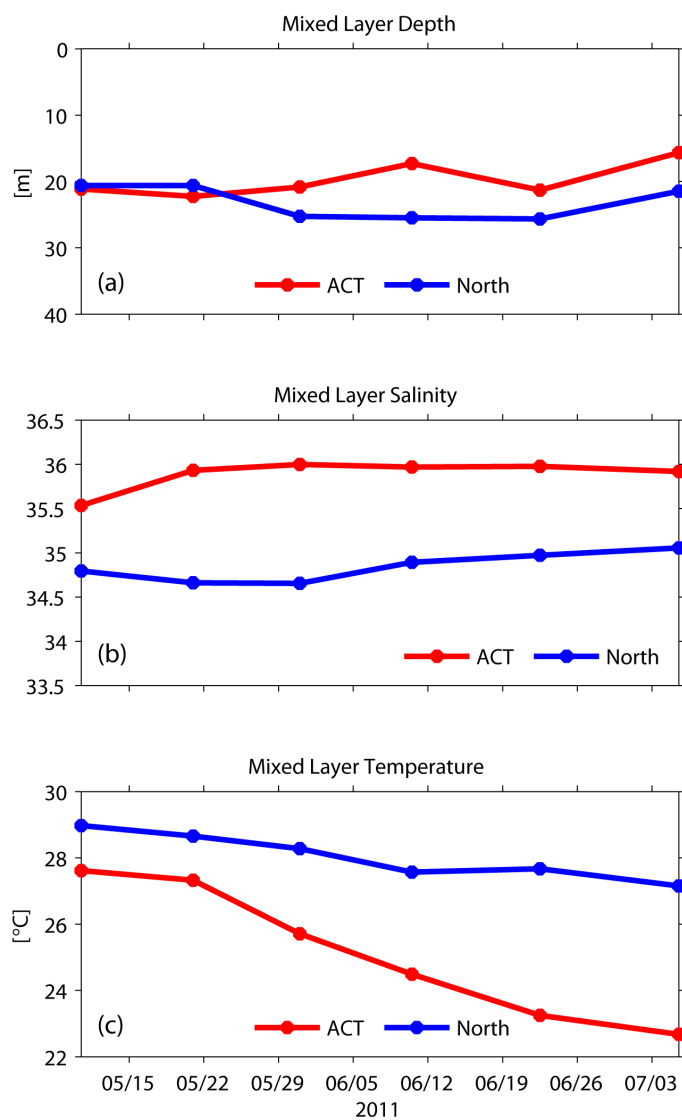 Mixed Layer Depth
0
10
20
30
40
[m]
(a)
ACT North
Mixed Layer Salinity
36.5
36
35.5
35
34.5
34
33.5
(b)
ACT North
Mixed Layer Temperature
30
28
26
24
22
[°C]
(c)
ACT North
05/15 05/22 05/29 06/05 06/12 06/19 06/26 07/03
2011